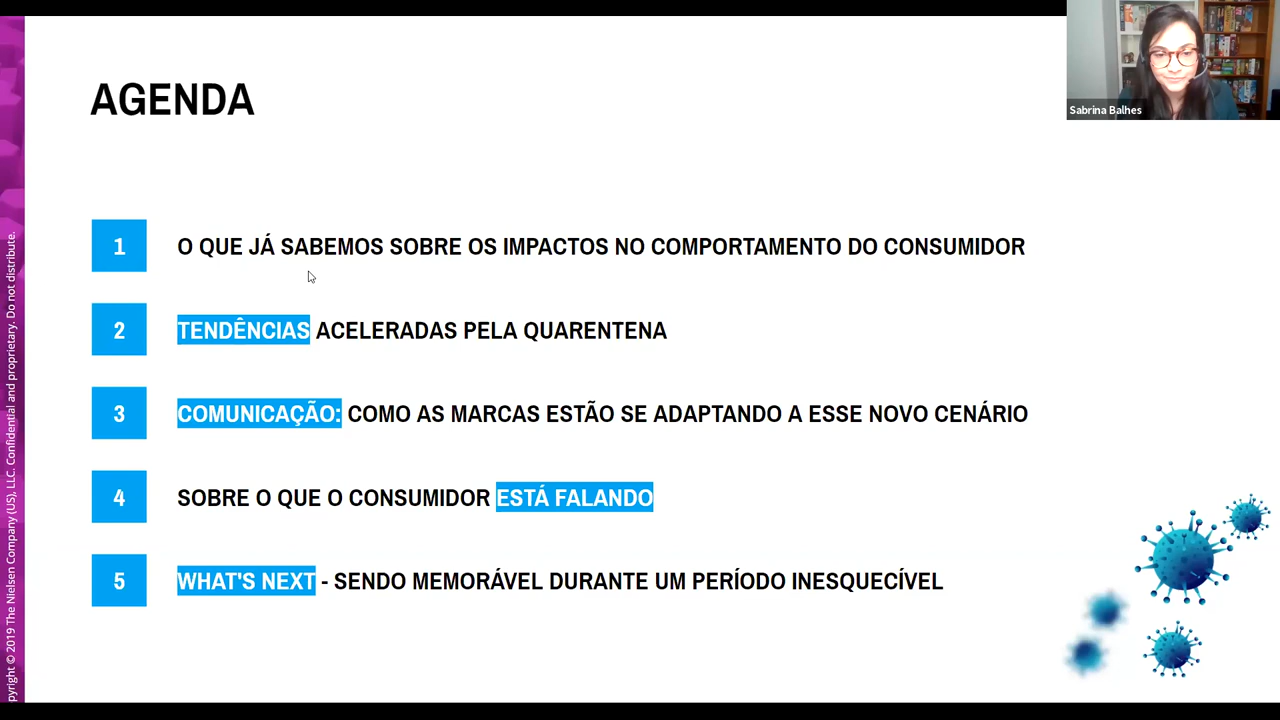 AGENDA
Sabrina Balhes
1
O QUE JÁ SABEMOS SOBRE OS IMPACTOS NO COMPORTAMENTO DO CONSUMIDOR
2
TENDÊNCIAS ACELERADAS PELA QUARENTENA
3
COMUNICAÇÃO: COMO AS MARCAS ESTÃO SE ADAPTANDO A ESSE NOVO CENÁRIO
4
SOBRE O QUE O CONSUMIDOR ESTÁ FALANDO
5
WHAT'S NEXT - SENDO MEMORÁVEL DURANTE UM PERÍODO INESQUECÍVEL
pyright © 2019 The Nielsen Company (US), LLC. Confidential and proprietary. Do not distribute.